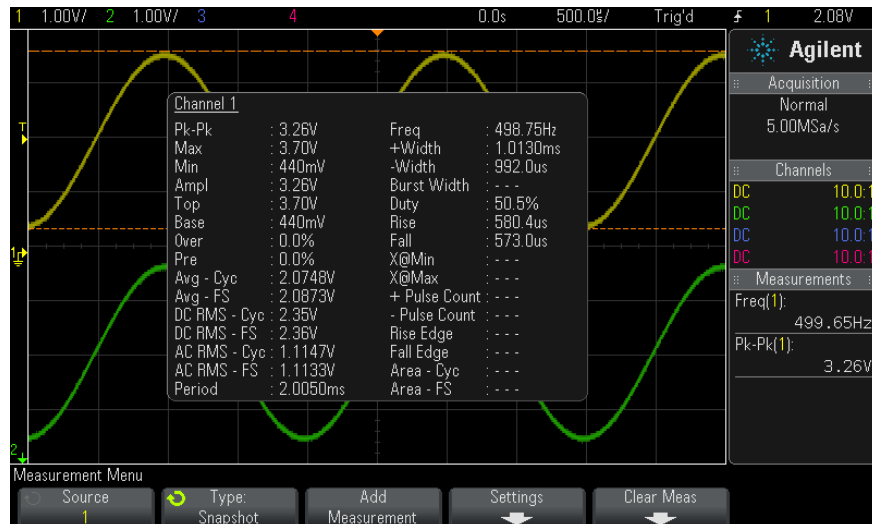 1 1.00V/ 2 1.00V/ 3 4 0.0s 500.0us/ Trig'd 1 2.08V
Agilent
Acquisition
Normal
5.00MSa/s
Channels
DC 10.0:1
DC 10.0:1
DC 10.0:1
DC 10.0:1
Measurements
Freq(1):
499.65Hz
Pk-Pk(1):
3.26V
T
1
2
Channel 1
Pk-Pk : 3.26V Freq : 498.75Hz
Max : 3.70V +Width : 1.0130ms
Min : 440mV -Width : 992.0us
Ampl : 3.26V Burst Width : - - -
Top : 3.70V Duty : 50.5%
Base : 440mV Rise : 580.4us
Over : 0.0% Fall : 573.0us
Pre : 0.0% X@Min : - - -
Avg - Cyc : 2.0748V X@Max : - - -
Avg - FS : 2.0873V + Pulse Count : - - -
DC RMS - Cyc : 2.35V - Pulse Count : - - -
DC RMS - FS : 2.36V Rise Edge : - - -
AC RMS - Cyc : 1.1147V Fall Edge : - - -
AC RMS - FS : 1.1133V Area - Cyc : - - -
Period : 2.0050ms Area - FS : - - -
Measurement Menu
Source
1
Type:
Snapshot
Add
Measurement
Settings
Clear Meas